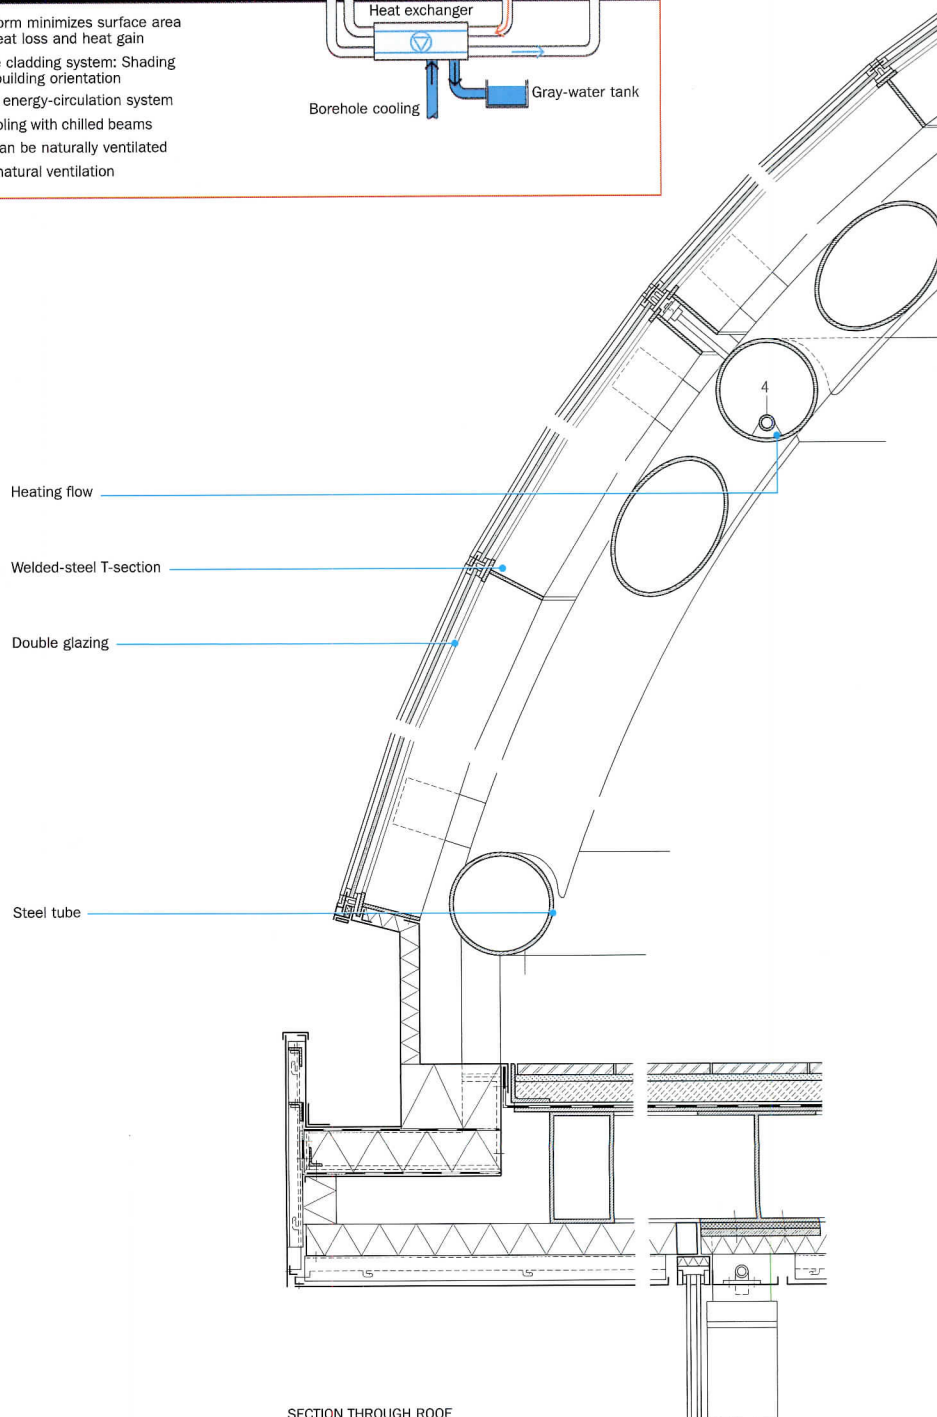 orm minimizes surface area
eat loss and heat gain
cladding system: Shading
building orientation
energy-circulation system
ling with chilled beams
an be naturally ventilated
natural ventilation
Heat exchanger
Borehole cooling
Gray-water tank
4
Heating flow
Welded-steel T-section
Double glazing
Steel tube
SECTION THROUGH ROOF